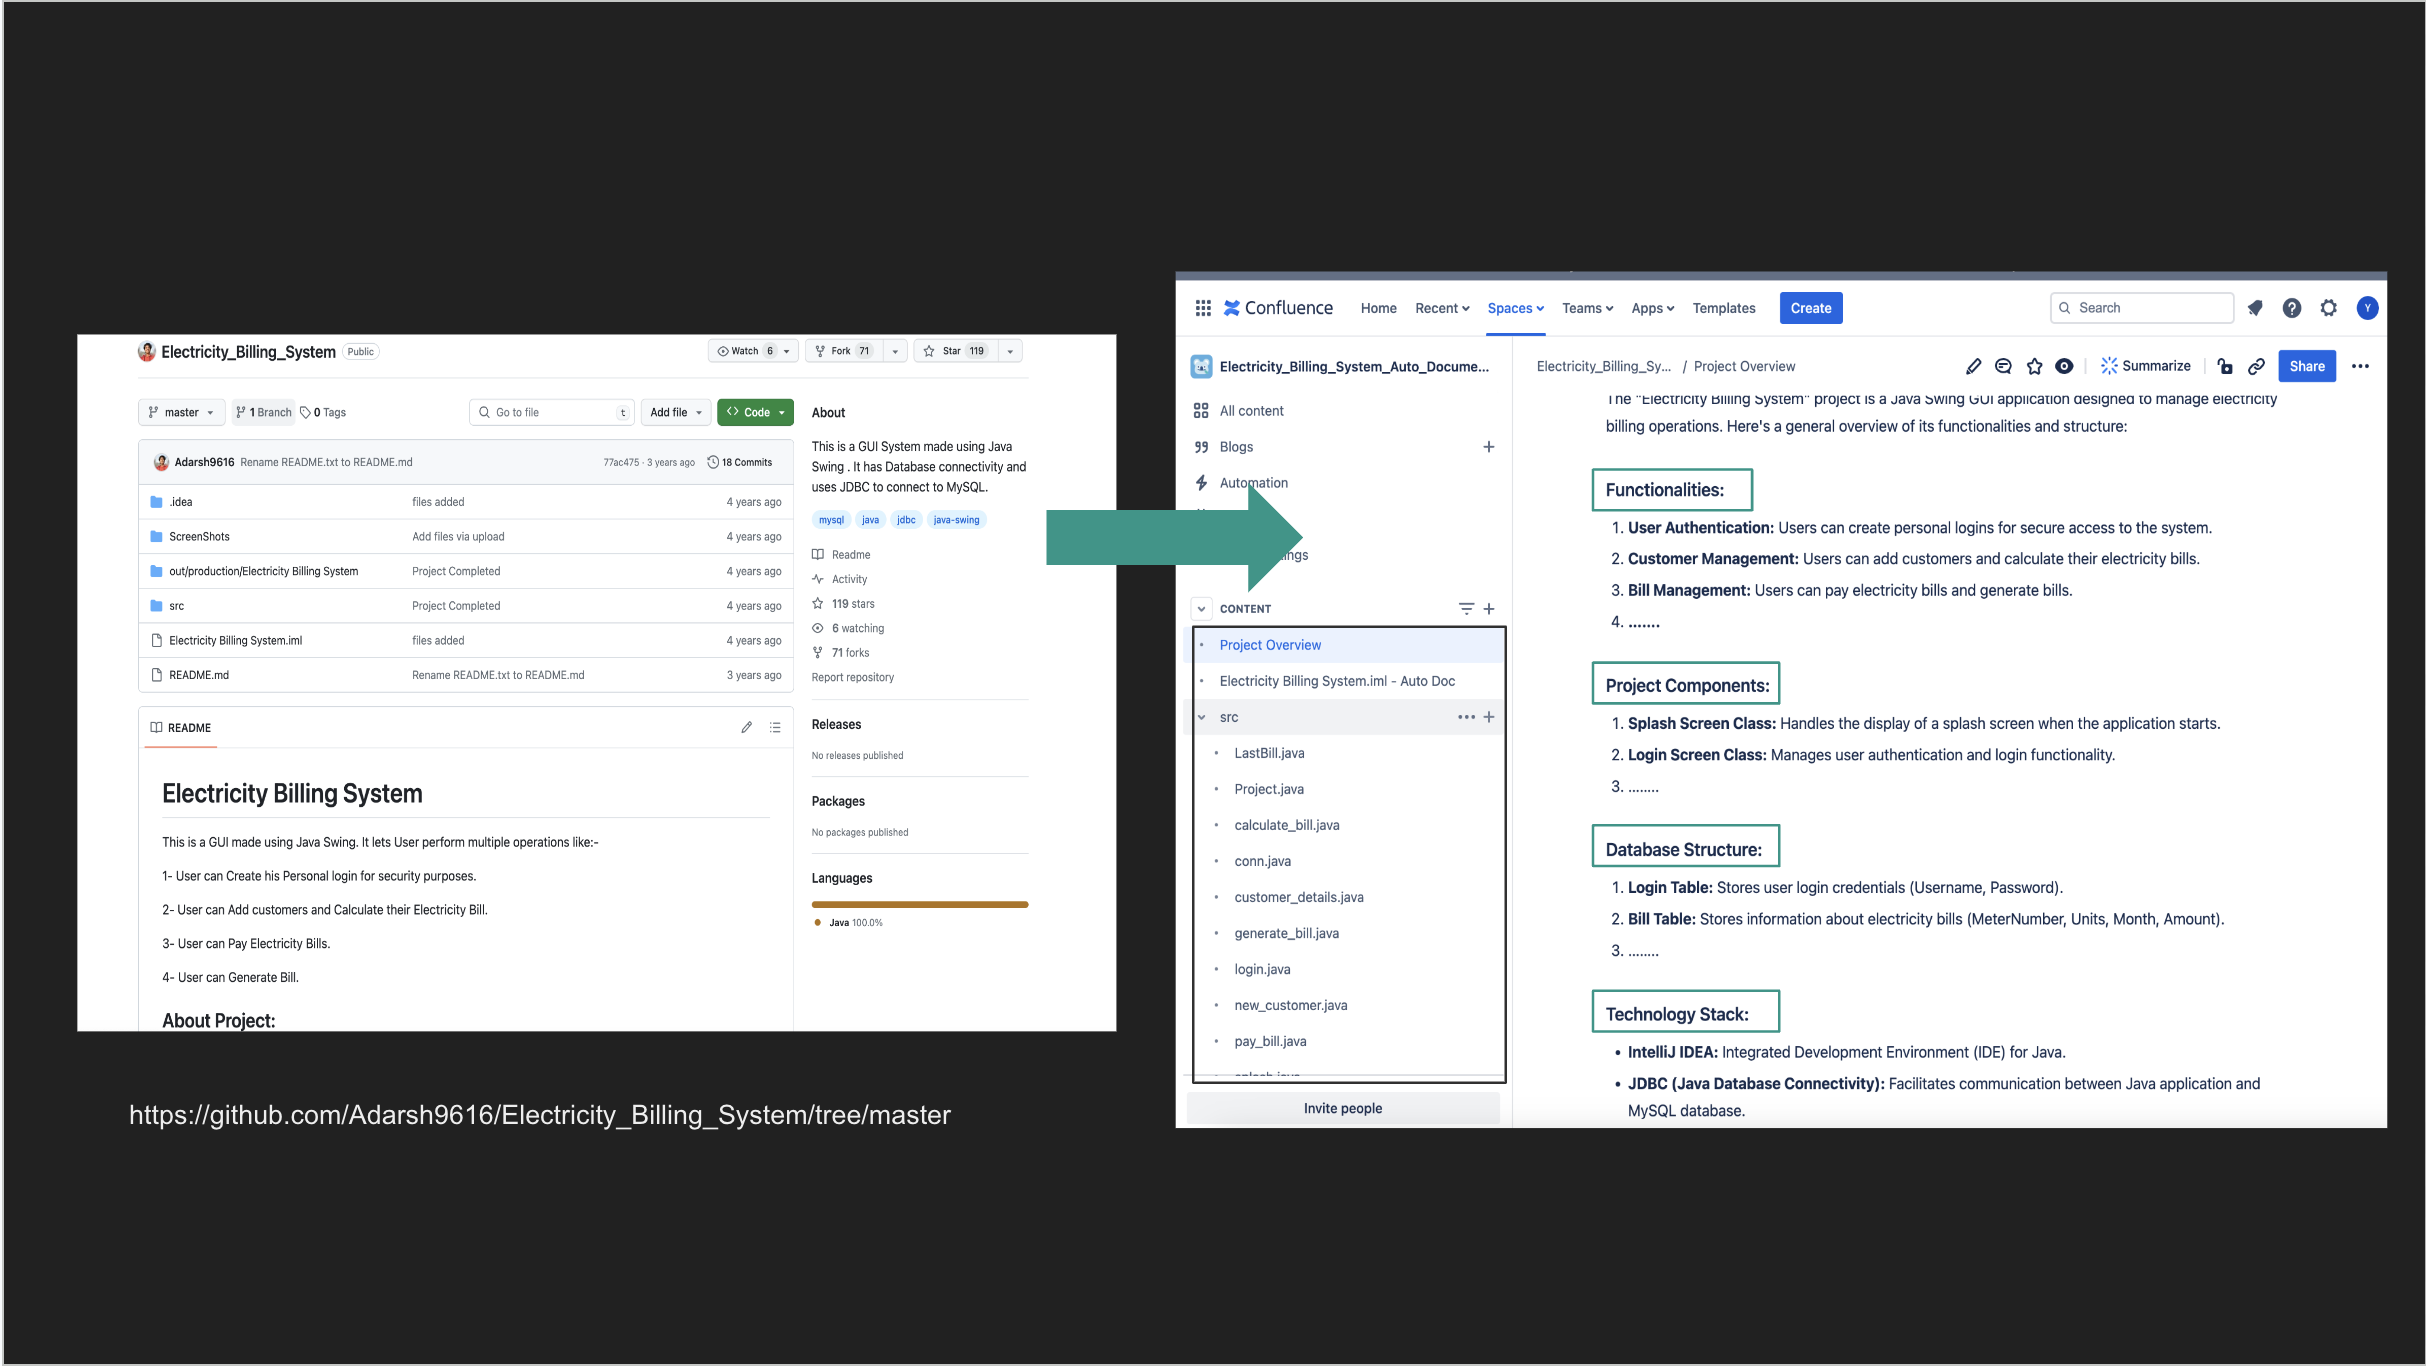 Electricity_Billing_System Public
Watch 6
Fork 71
Star 119
master
1 Branch
0 Tags
Go to file t
Add file
Code
Adarsh9616 Rename README.txt to README.md 77ac475 · 3 years ago 18 Commits
.idea files added 4 years ago
ScreenShots Add files via upload 4 years ago
out/production/Electricity Billing System Project Completed 4 years ago
src Project Completed 4 years ago
Electricity Billing System.iml files added 4 years ago
README.md Rename README.txt to README.md 3 years ago
README
Electricity Billing System
This is a GUI made using Java Swing. It lets User perform multiple operations like:-
1- User can Create his Personal login for security purposes.
2- User can Add customers and Calculate their Electricity Bill.
3- User can Pay Electricity Bills.
4- User can Generate Bill.
About Project:
About
This is a GUI System made using Java
Swing . It has Database connectivity and
uses JDBC to connect to MySQL.
mysql java jdbc java-swing
Readme
Activity
119 stars
6 watching
71 forks
Report repository
Releases
No releases published
Packages
No packages published
Languages
Java 100.0%
https://github.com/Adarsh9616/Electricity_Billing_System/tree/master
Confluence Home Recent Spaces Teams Apps Templates Create Search Y
Electricity_Billing_System_Auto_Docume...
All content
Blogs
Automation
ngs
CONTENT
Project Overview
Electricity Billing System.iml - Auto Doc
src
LastBill.java
Project.java
calculate_bill.java
conn.java
customer_details.java
generate_bill.java
login.java
new_customer.java
pay_bill.java
Invite people
Electricity_Billing_Sy... / Project Overview Summarize Share
The "Electricity Billing System" project is a Java Swing GUI application designed to manage electricity
billing operations. Here's a general overview of its functionalities and structure:
Functionalities:
1. User Authentication: Users can create personal logins for secure access to the system.
2. Customer Management: Users can add customers and calculate their electricity bills.
3. Bill Management: Users can pay electricity bills and generate bills.
4. .......
Project Components:
1. Splash Screen Class: Handles the display of a splash screen when the application starts.
2. Login Screen Class: Manages user authentication and login functionality.
3. ........
Database Structure:
1. Login Table: Stores user login credentials (Username, Password).
2. Bill Table: Stores information about electricity bills (MeterNumber, Units, Month, Amount).
3. ........
Technology Stack:
• IntelliJ IDEA: Integrated Development Environment (IDE) for Java.
• JDBC (Java Database Connectivity): Facilitates communication between Java application and
MySQL database.